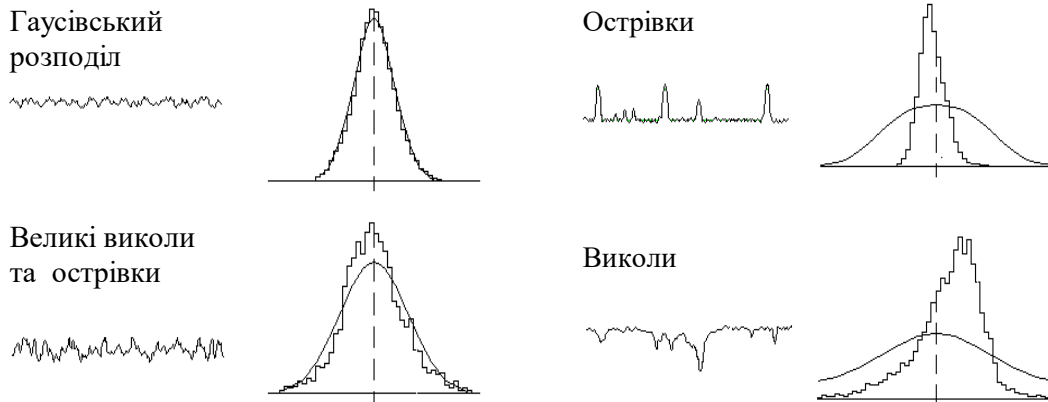 Гаусівський
розподіл
Острівки
Великі виколи
та острівки
Виколи